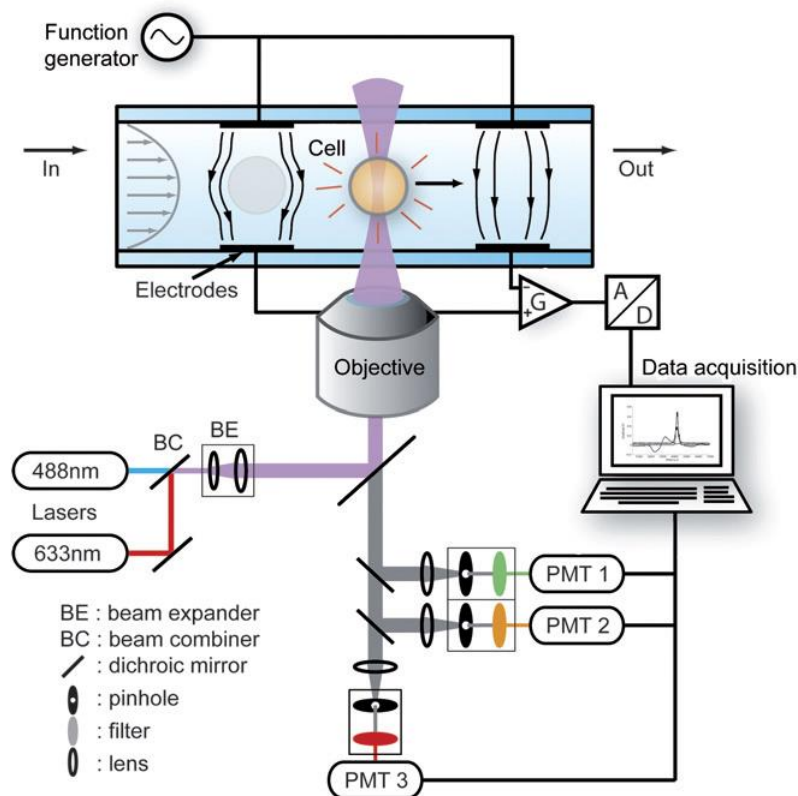 Function
generator
In
Cell
Out
Electrodes
Objective
-
+
G
A
D
Data acquisition
BC
BE
488nm
Lasers
633nm
PMT 1
PMT 2
PMT 3
BE : beam expander
BC : beam combiner
: dichroic mirror
: pinhole
: filter
: lens